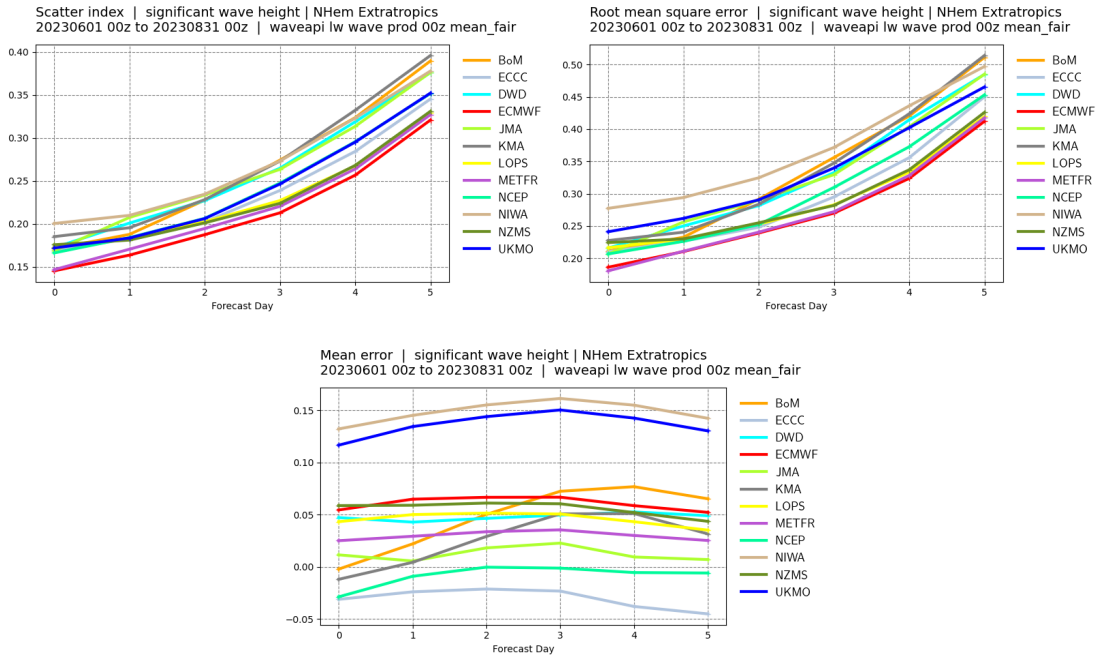 Scatter index | significant wave height | NHem Extratropics
20230601 00z to 20230831 00z | waveapi lw wave prod 00z mean_fair
0.40
0.35
0.30
0.25
0.20
0.15
0 1 2 3 4 5
Forecast Day
BoM
ECCC
DWD
ECMWF
JMA
KMA
LOPS
METFR
NCEP
NIWA
NZMS
UKMO
Root mean square error | significant wave height | NHem Extratropics
20230601 00z to 20230831 00z | waveapi lw wave prod 00z mean_fair
0.50
0.45
0.40
0.35
0.30
0.25
0.20
0 1 2 3 4 5
Forecast Day
BoM
ECCC
DWD
ECMWF
JMA
KMA
LOPS
METFR
NCEP
NIWA
NZMS
UKMO
Mean error | significant wave height | NHem Extratropics
20230601 00z to 20230831 00z | waveapi lw wave prod 00z mean_fair
0.15
0.10
0.05
0.00
−0.05
0 1 2 3 4 5
Forecast Day
BoM
ECCC
DWD
ECMWF
JMA
KMA
LOPS
METFR
NCEP
NIWA
NZMS
UKMO